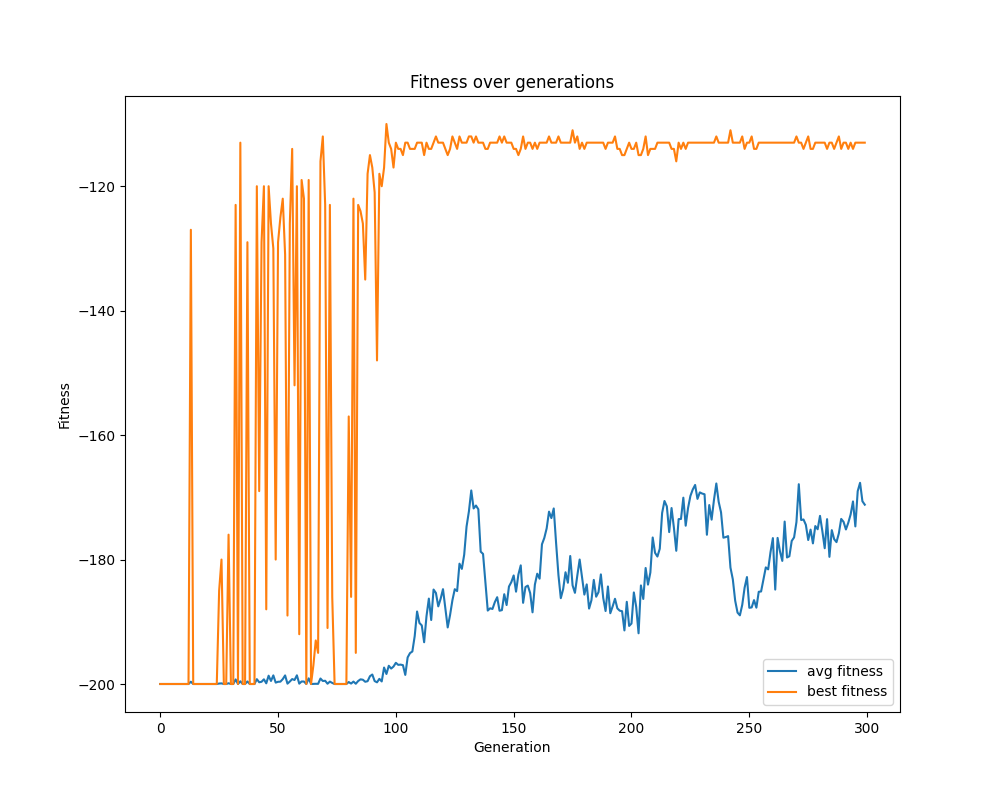 Fitness over generations
Fitness
−120
−140
−160
−180
−200
0 50 100 150 200 250 300
Generation
avg fitness
best fitness